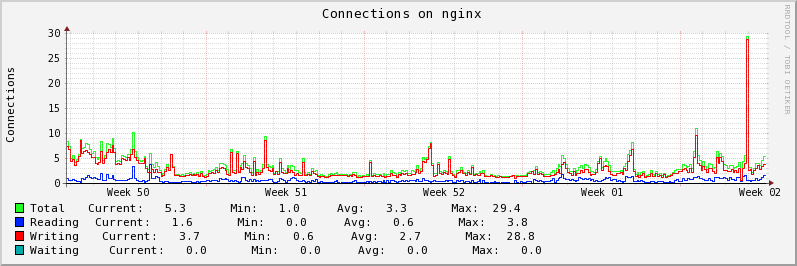 Connections on nginx
RRDTOOL / TOBI OETIKER
Connections
30
25
20
15
10
5
0
Week 50 Week 51 Week 52 Week 01 Week 02
Total Current: 5.3 Min: 1.0 Avg: 3.3 Max: 29.4
Reading Current: 1.6 Min: 0.0 Avg: 0.6 Max: 3.8
Writing Current: 3.7 Min: 0.6 Avg: 2.7 Max: 28.8
Waiting Current: 0.0 Min: 0.0 Avg: 0.0 Max: 0.0